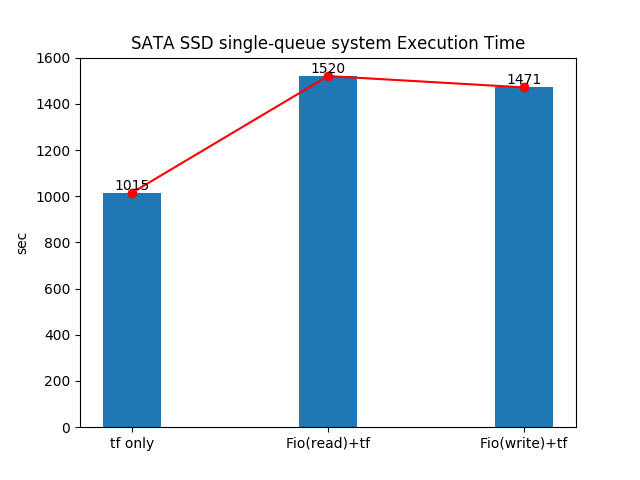 SATA SSD single-queue system Execution Time
1600
1400
1200
1000
800
600
400
200
0
sec
1015
1520
1471
tf only
Fio(read)+tf
Fio(write)+tf